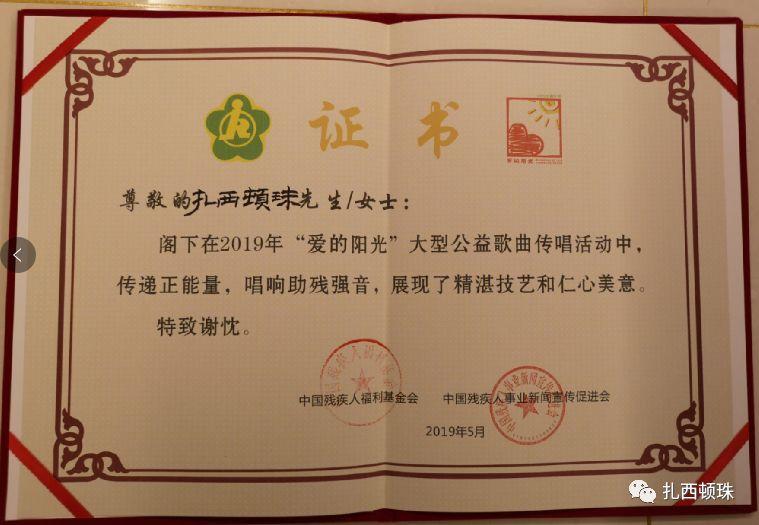 证书
尊敬的扎西顿珠先生/女士：
阁下在2019年“爱的阳光”大型公益歌曲传唱活动中，
传递正能量，唱响助残强音，展现了精湛技艺和仁心美意。
特致谢忱。
中国残疾人福利基金会 中国残疾人事业新闻宣传促进会
2019年5月
扎西顿珠